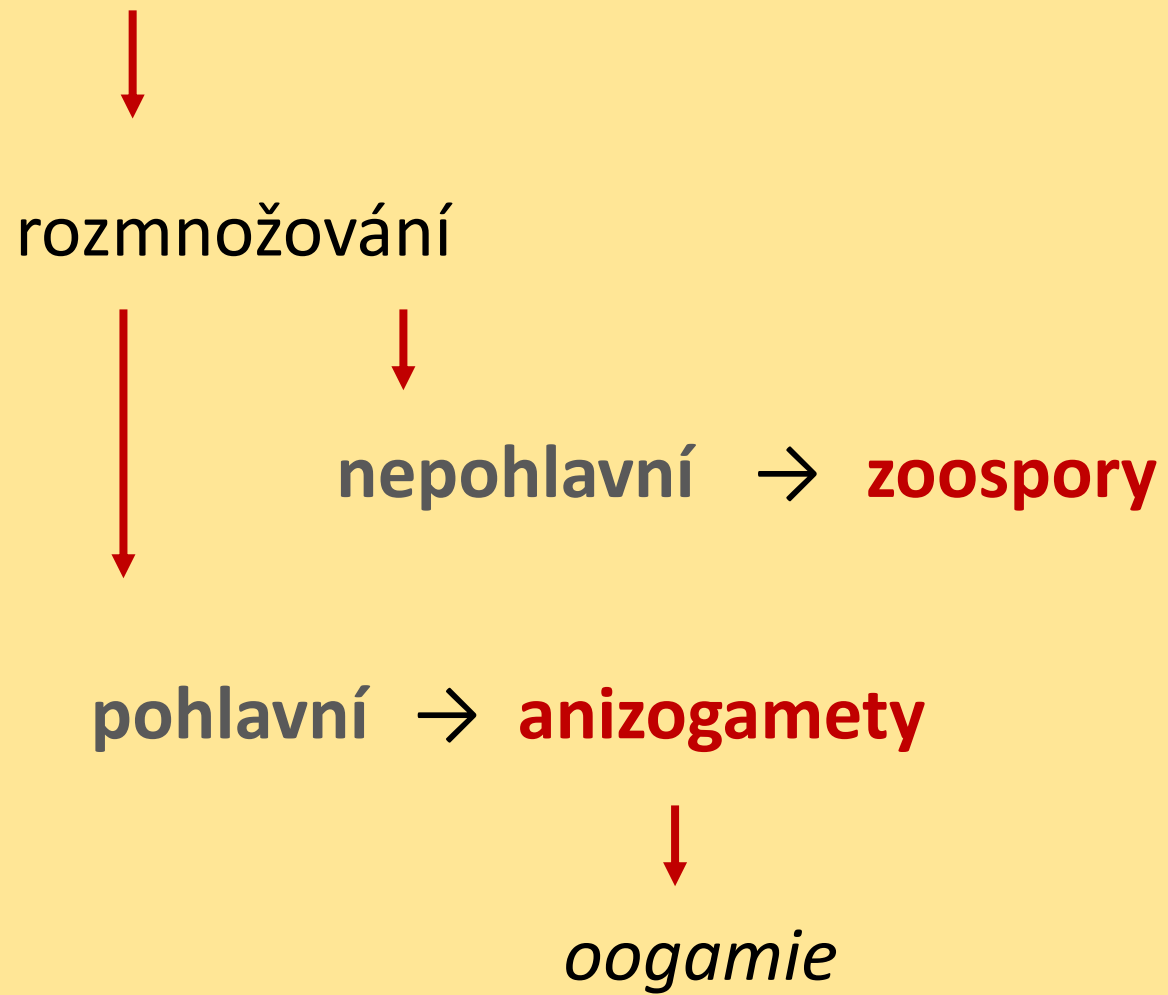 rozmnožování
nepohlavní → zoospory
pohlavní → anizogamety
oogamie